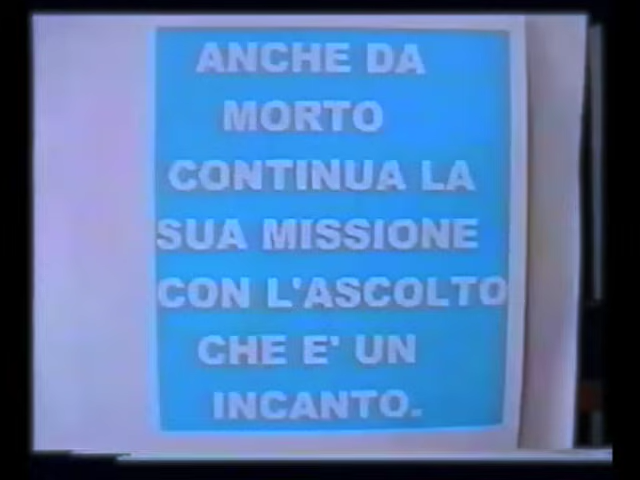 ANCHE DA
MORTO
CONTINUA LA
SUA MISSIONE
CON L'ASCOLTO
CHE E' UN
INCANTO.